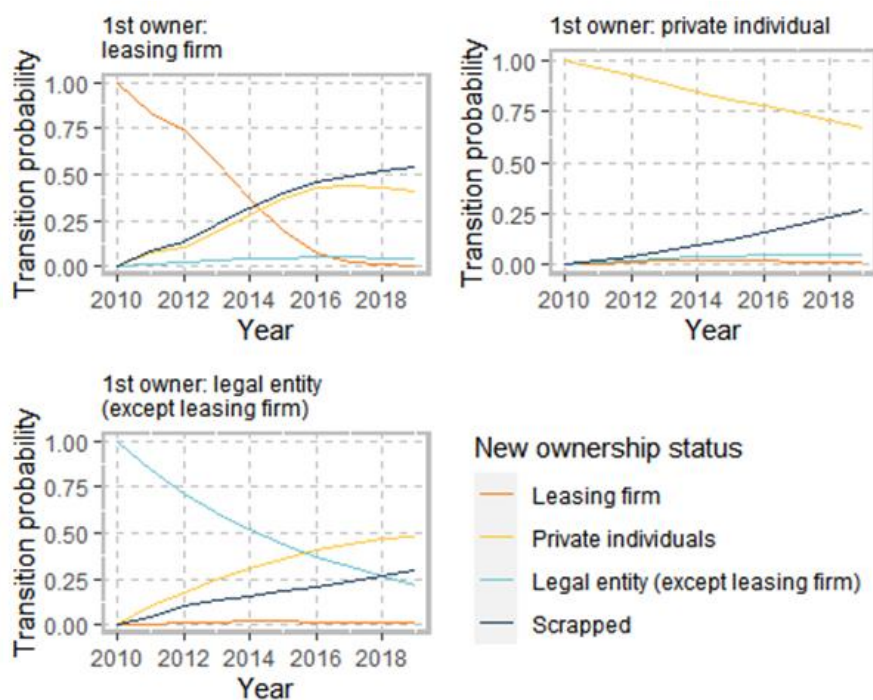 1st owner:
leasing firm
Transition probability
1.00
0.75
0.50
0.25
0.00
2010 2012 2014 2016 2018
Year
1st owner: private individual
Transition probability
1.00
0.75
0.50
0.25
0.00
2010 2012 2014 2016 2018
Year
1st owner: legal entity
(except leasing firm)
Transition probability
1.00
0.75
0.50
0.25
0.00
2010 2012 2014 2016 2018
Year
New ownership status
Leasing firm
Private individuals
Legal entity (except leasing firm)
Scrapped